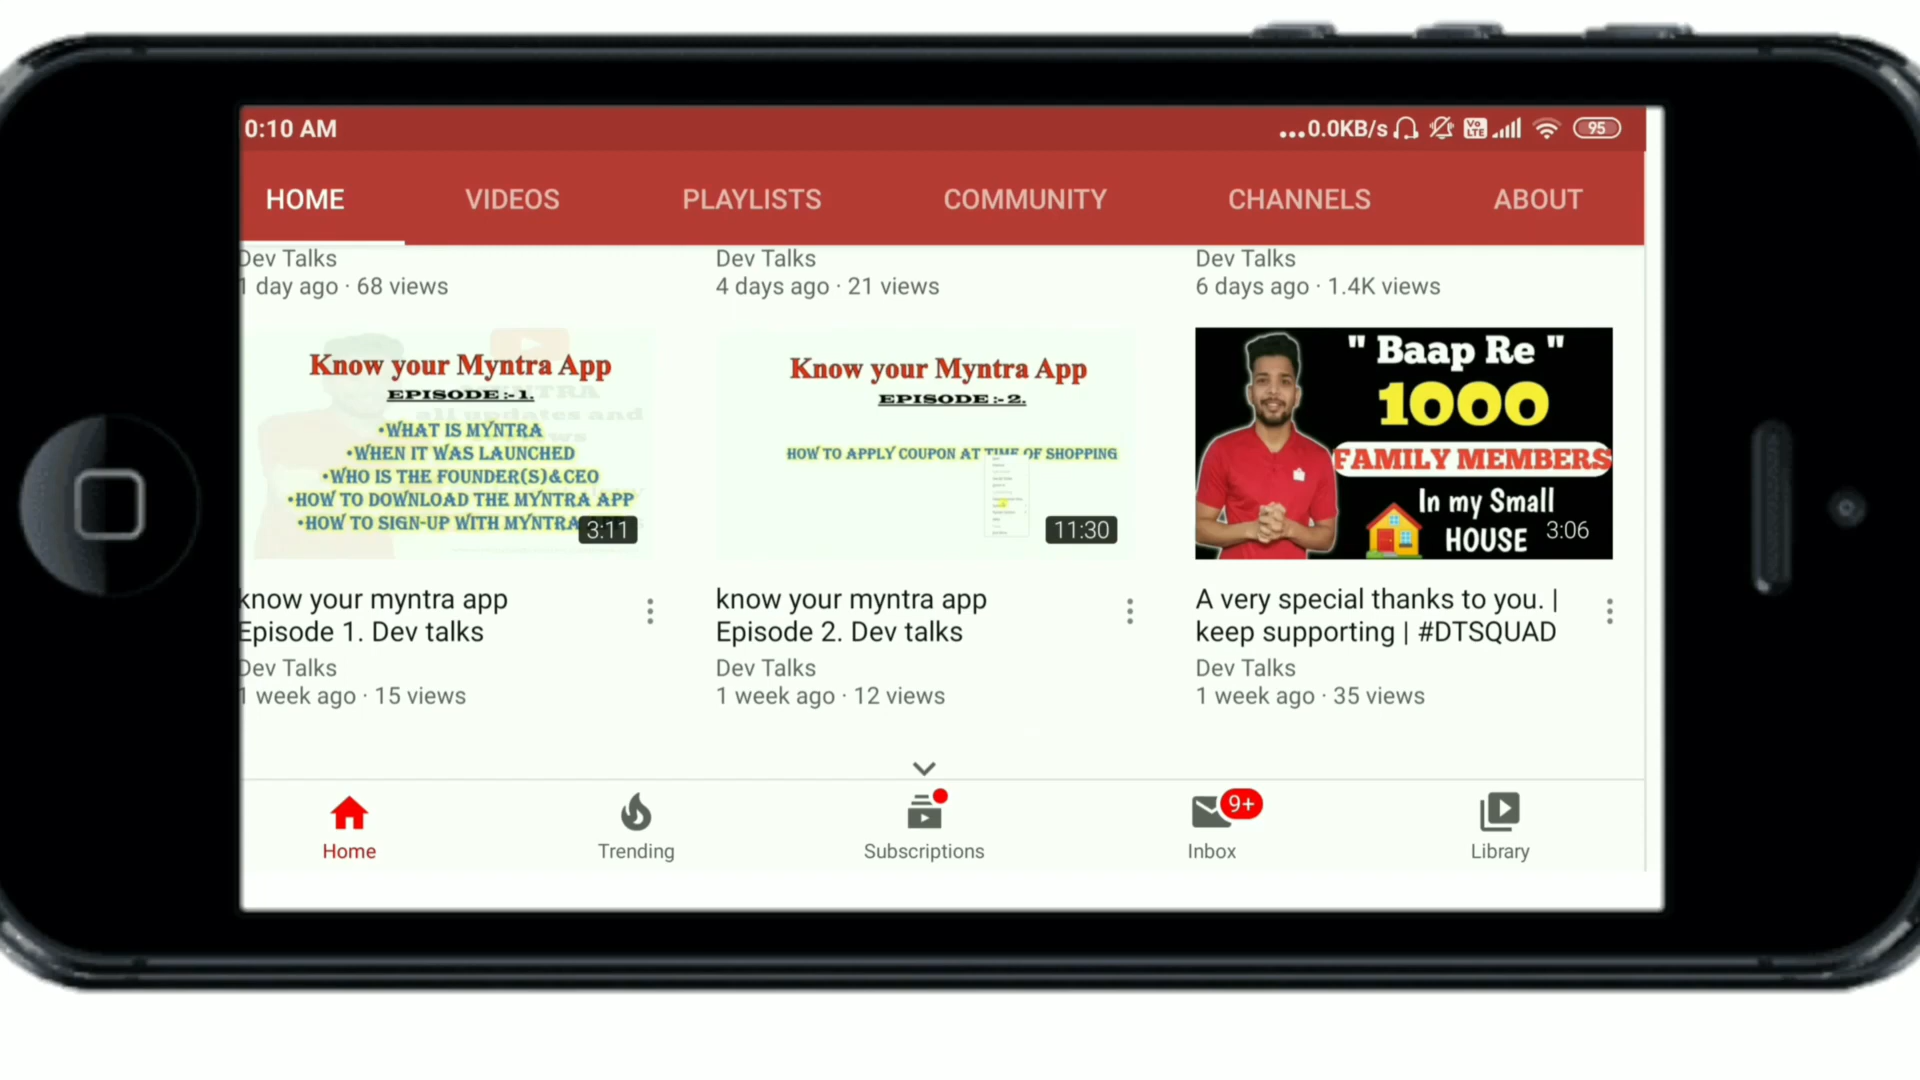 0:10 AM
...0.0KB/s
Vo LTE
95
HOME VIDEOS PLAYLISTS COMMUNITY CHANNELS ABOUT
Dev Talks
1 day ago · 68 views
Dev Talks
4 days ago · 21 views
Dev Talks
6 days ago · 1.4K views
Know your Myntra App
EPISODE:-1.
•WHAT IS MYNTRA
•WHEN IT WAS LAUNCHED
•WHO IS THE FOUNDER(S)&CEO
•HOW TO DOWNLOAD THE MYNTRA APP
•HOW TO SIGN-UP WITH MYNTRA
3:11
Know your Myntra App
EPISODE:-2.
HOW TO APPLY COUPON AT TIME OF SHOPPING
11:30
" Baap Re "
1000
FAMILY MEMBERS
In my Small
HOUSE
3:06
know your myntra app
Episode 1. Dev talks
Dev Talks
1 week ago · 15 views
know your myntra app
Episode 2. Dev talks
Dev Talks
1 week ago · 12 views
A very special thanks to you. |
keep supporting | #DTSQUAD
Dev Talks
1 week ago · 35 views
9+
Home Trending Subscriptions Inbox Library